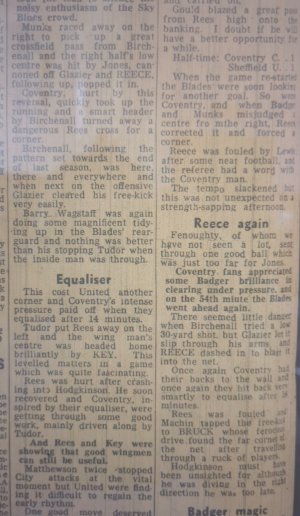 noisy enthusiasm of the Sky
Blues crowd.
Munks raced away on the
right to pick up a great
crossfield pass from Birch-
enall and the right half's low
centre was hit by Jones, can-
noned off Glazier and REECE,
following up, popped it in.
Coventry, hurt by this
reversal, quickly took up the
running and a smart header
by Birchenall turned away a
dangerous Rees cross for a
corner.
Birchenall, following the
pattern set towards the end
of last season, was here,
there and everywhere and
when next on the offensive
Glazier cleared his free-kick
very easily.
Barry Wagstaff was again
doing some magnificent tidy-
ing up in the Blades' rear-
guard and nothing was better
than his stopping Tudor when
the inside man was through.
Equaliser
This cost United another
corner and Coventry's intense
pressure paid off when they
equalised after 14 minutes.
Tudor put Rees away on the
left and the wing man's
centre was headed home
brilliantly by KEY. This
levelled matters in a game
which was quite fascinating.
Rees was hurt after crash-
ing into Hodgkinson. He soon
recovered and Coventry, in-
spired by their equaliser, were
getting through some good
work, mainly driven along by
Tudor.
And Rees and Key were
showing that good wingmen
can still be useful.
Matthewson twice stopped
City attacks at the vital
moment but United were find-
ing it difficult to regain the
early rhythm.
One good move deserved
and carried on.
Gould blazed a great pass
from Rees high onto the
banking. I doubt if he will
have a better opportunity for
a while.
Half-time: Coventry C. .. 1
Sheffield U. .. 1
When the game re-started
the Blades were soon looking
for another goal. So was
Coventry, and when Badger
and Munks misjudged a
centre fro mthe right, Rees
corrected it and forced a
corner.
Reece was fouled by Lewis
after some neat football, and
the referee had a word with
the Coventry man.
The tempo slackened but
this was not unexpected in a
strength-sapping afternoon.
Reece again
Fenoughty, of whom we
have not seen a lot, sent
through one good ball which
was just too far for Jones.
Coventry fans appreciated
some Badger brilliance in
clearing under pressure, and
on the 54th minute the Blades
went ahead again.
There seemed little danger
when Birchenall tried a low
30-yard shot, but Glazier let it
slip through his arms and
REECE dashed in to blast it
into the net.
Once again Coventry had
their backs to the wall and
once again they hit back very
smartly to equalise after 58
minutes.
Rees was fouled and
Machin tapped the free-kick
to BRUCK whose ferocious
drive found the far corner of
the net after travelling
through a ruck of players.
Hodgkinson must have
been unsighted for although
he was diving in the right
direction he was too late.
Badger magic